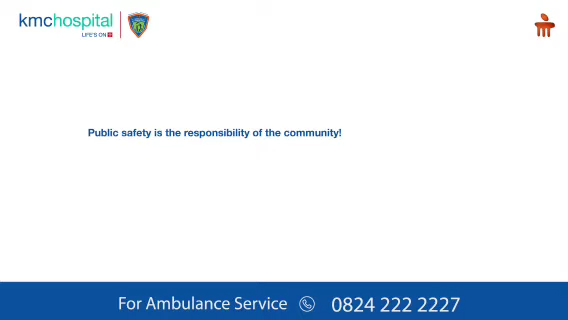 kmchospital
LIFE'S ON
Public safety is the responsibility of the community!
For Ambulance Service 0824 222 2227